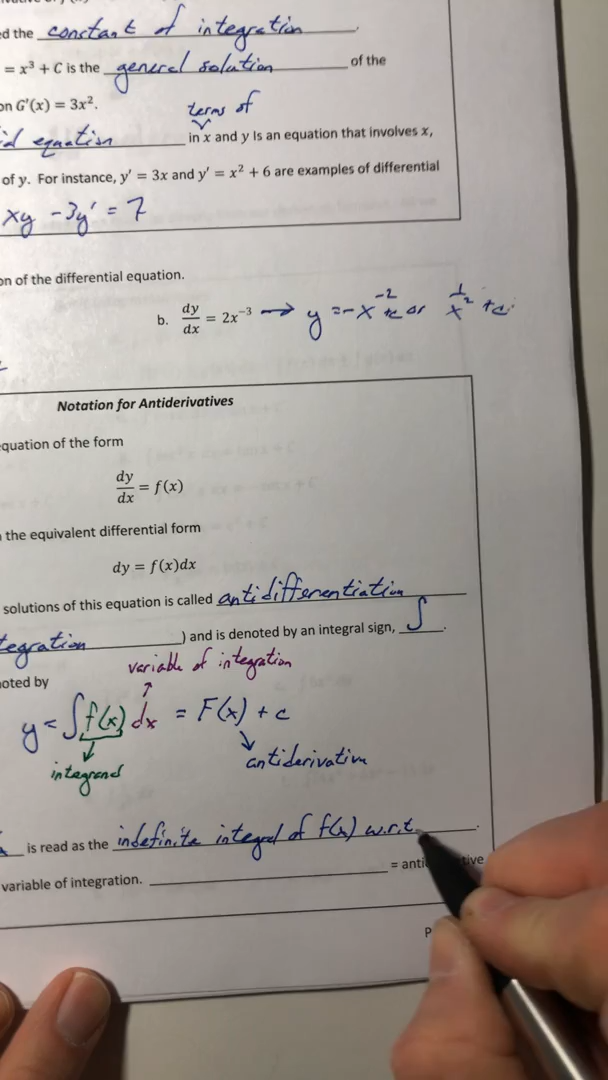 ed the constant of integration.
= x³ + C is the general solution of the
on G'(x) = 3x².
terms of
equation in x and y Is an equation that involves x,
of y. For instance, y' = 3x and y' = x² + 6 are examples of differential
xy - 3y' = 7
on of the differential equation.
b. dy/dx = 2x⁻³ → y = -x⁻² +c or 1/x² +c
Notation for Antiderivatives
equation of the form
dy/dx = f(x)
the equivalent differential form
dy = f(x)dx
solutions of this equation is called antidifferentiation
tegration ) and is denoted by an integral sign, ∫.
variable of integration
noted by
y = ∫f(x) dx = F(x) + c
integrand
antiderivative
is read as the indefinite integral of f(x) w.r.t.
variable of integration. = anti
P